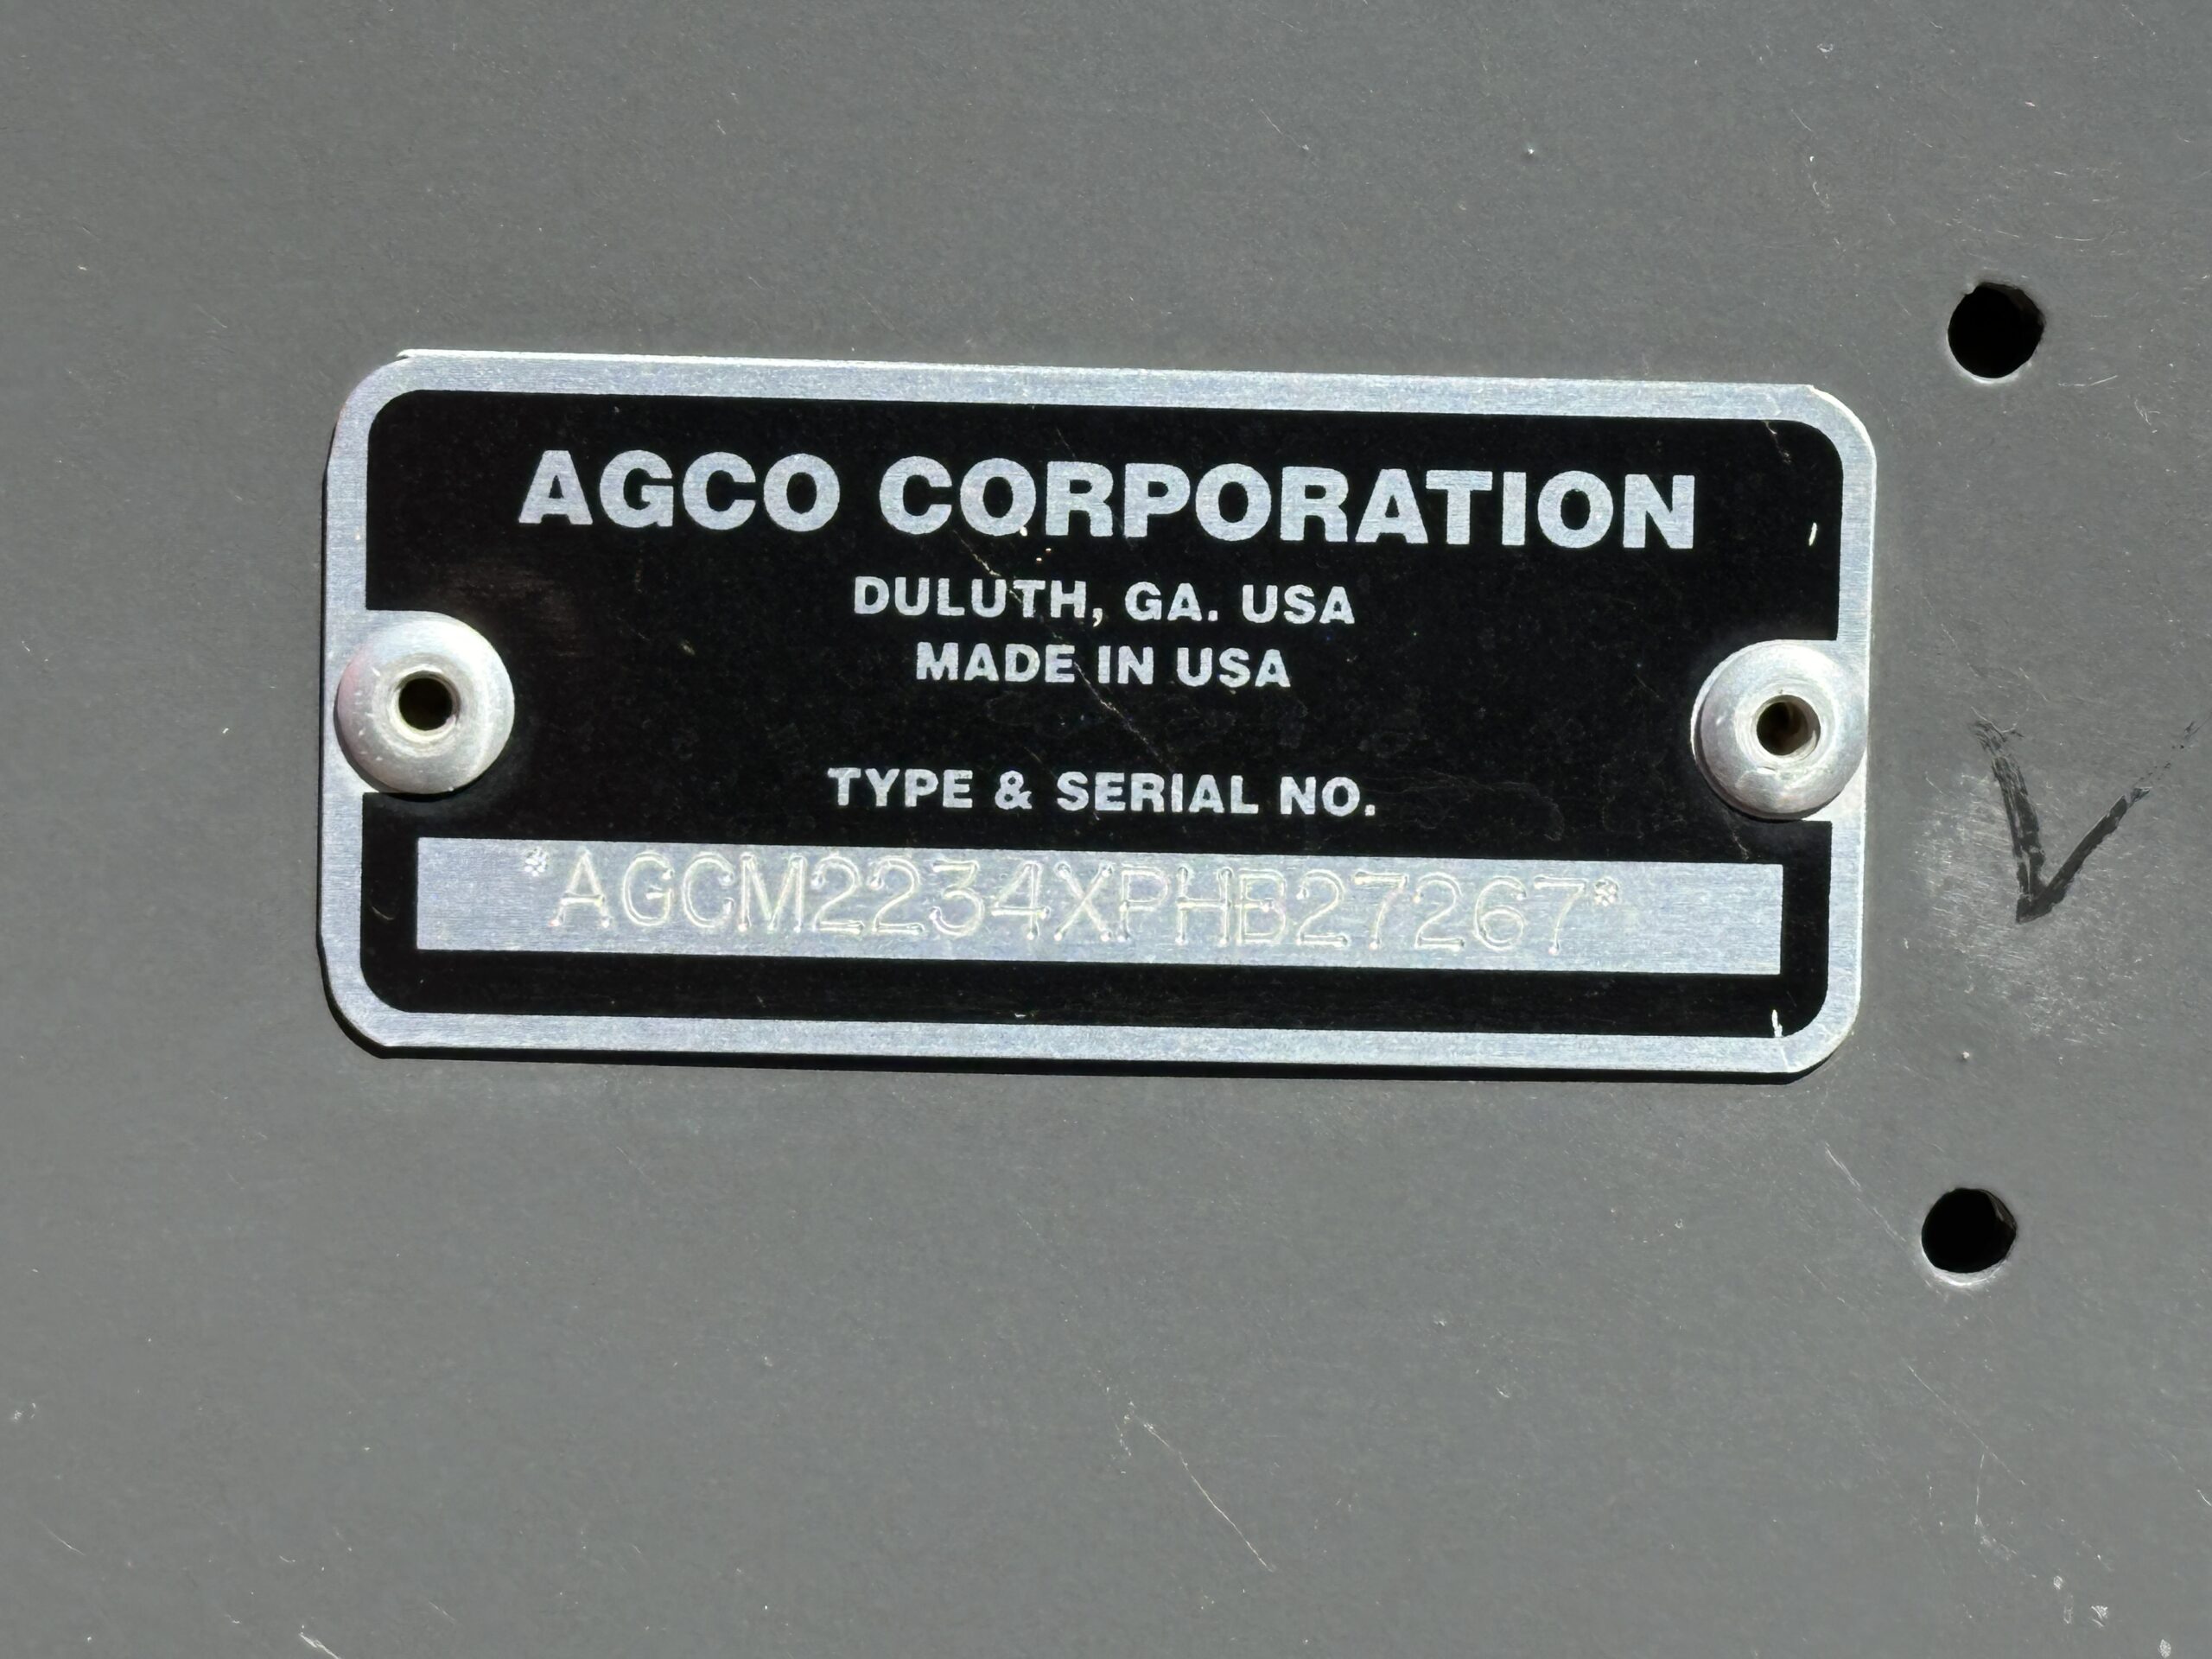 AGCO CORPORATION
DULUTH, GA. USA
MADE IN USA
TYPE & SERIAL NO.
*AGCM2234XPHB27267*